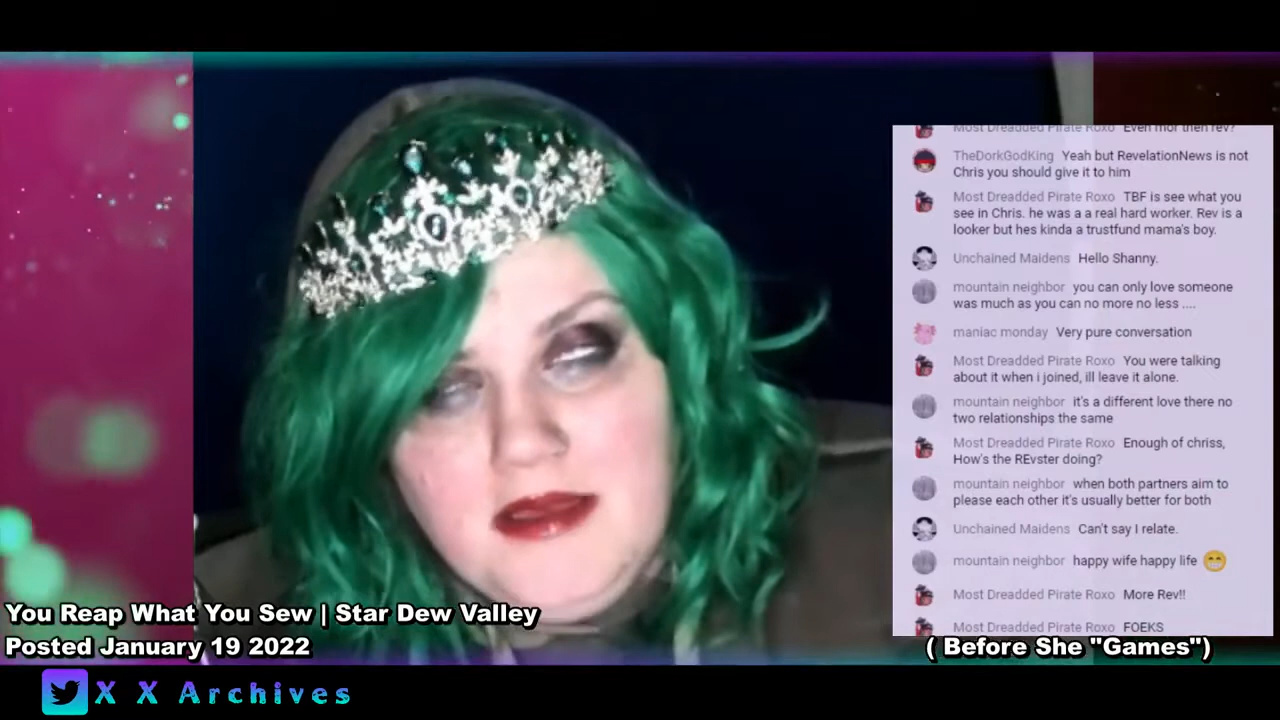 Most Dreadded Pirate Roxo Even mor then rev?
TheDorkGodKing Yeah but RevelationNews is not
Chris you should give it to him
Most Dreadded Pirate Roxo TBF is see what you
see in Chris. he was a a real hard worker. Rev is a
looker but hes kinda a trustfund mama's boy.
Unchained Maidens Hello Shanny.
mountain neighbor you can only love someone
was much as you can no more no less ....
maniac monday Very pure conversation
Most Dreadded Pirate Roxo You were talking
about it when i joined, ill leave it alone.
mountain neighbor it's a different love there no
two relationships the same
Most Dreadded Pirate Roxo Enough of chriss,
How's the REvster doing?
mountain neighbor when both partners aim to
please each other it's usually better for both
Unchained Maidens Can't say I relate.
mountain neighbor happy wife happy life 😁
Most Dreadded Pirate Roxo More Rev!!
Most Dreadded Pirate Roxo FOEKS
You Reap What You Sew | Star Dew Valley
Posted January 19 2022
( Before She "Games")
X X Archives